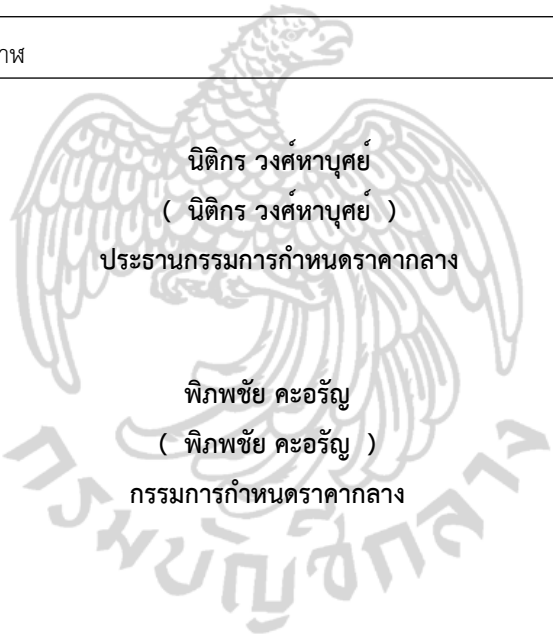 นิติกร วงศ์หาบุศย์
( นิติกร วงศ์หาบุศย์ )
ประธานกรรมการกำหนดราคากลาง
พิภพชัย คะอรัญ
( พิภพชัย คะอรัญ )
กรรมการกำหนดราคากลาง
กรมบัญชีกลาง